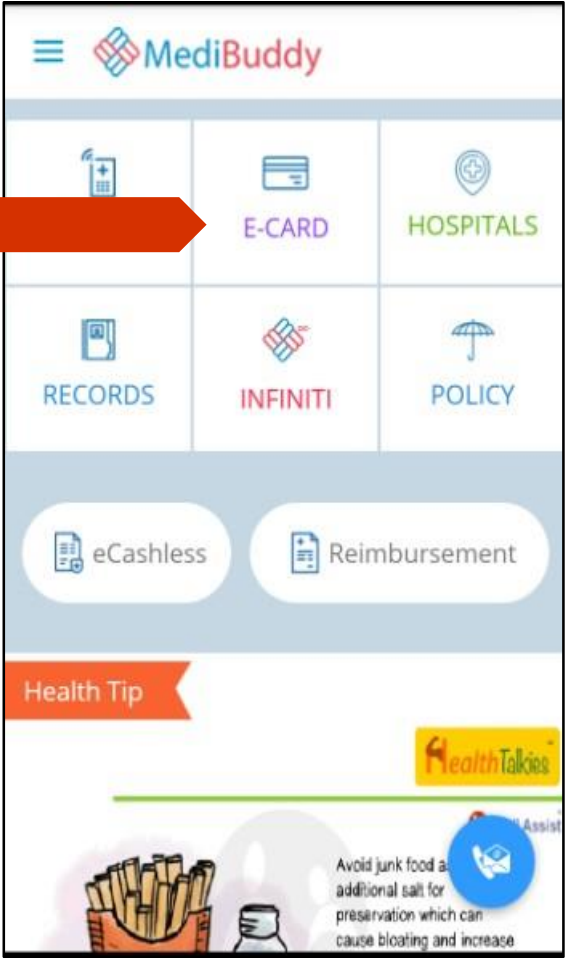 MediBuddy
E-CARD
HOSPITALS
RECORDS
INFINITI
POLICY
eCashless
Reimbursement
Health Tip
HealthTalkies
Assist
Avoid junk food
additional salt for
preservation which can
cause bloating and increase